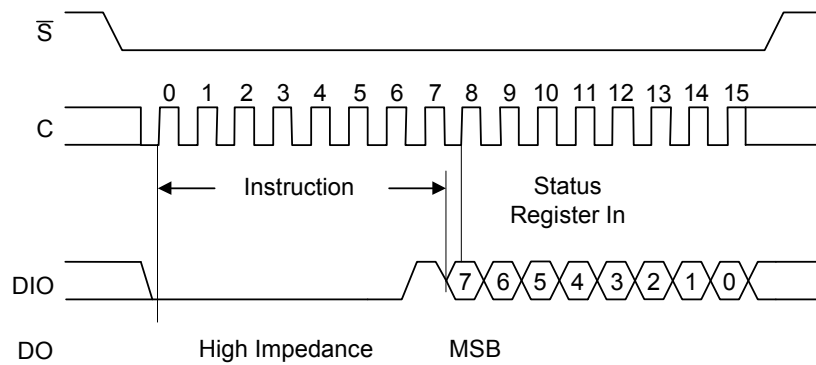 S̅
0 1 2 3 4 5 6 7 8 9 10 11 12 13 14 15
C
Instruction
Status
Register In
DIO
7 6 5 4 3 2 1 0
DO
High Impedance
MSB